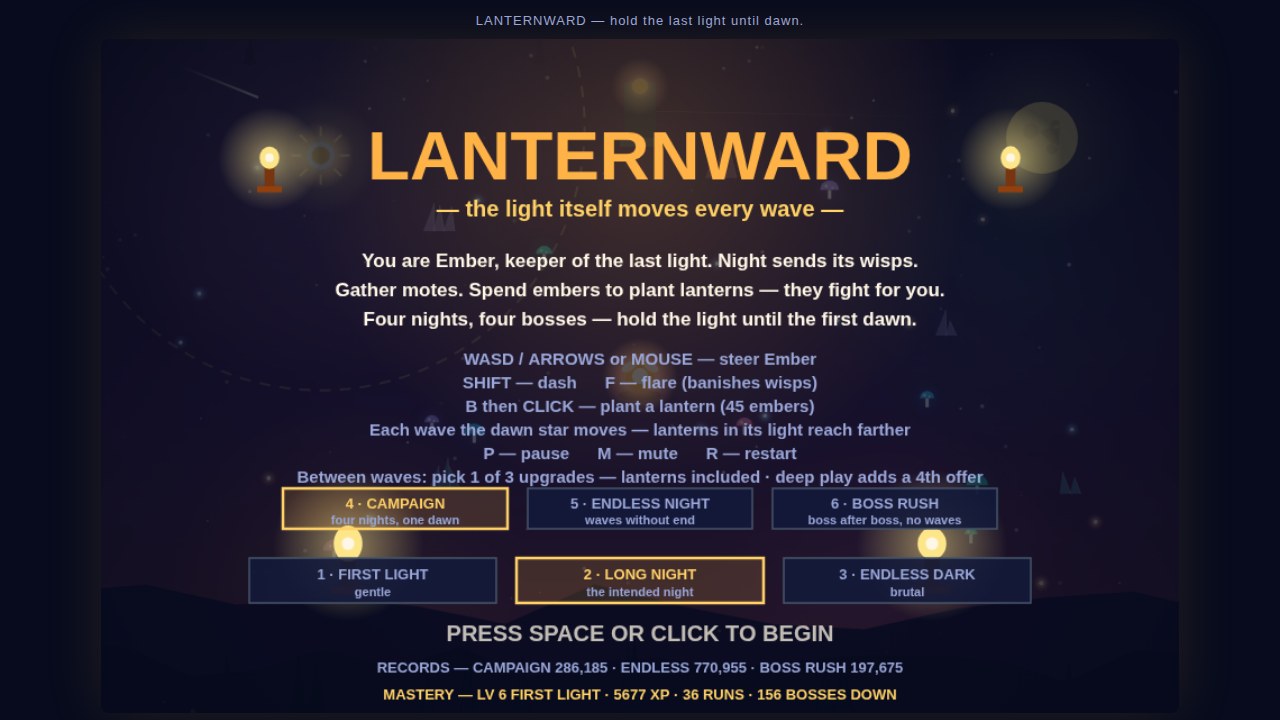 LANTERNWARD — hold the last light until dawn.
LANTERNWARD
— the light itself moves every wave —
You are Ember, keeper of the last light. Night sends its wisps.
Gather motes. Spend embers to plant lanterns — they fight for you.
Four nights, four bosses — hold the light until the first dawn.
WASD / ARROWS or MOUSE — steer Ember
SHIFT — dash F — flare (banishes wisps)
B then CLICK — plant a lantern (45 embers)
Each wave the dawn star moves — lanterns in its light reach farther
P — pause M — mute R — restart
Between waves: pick 1 of 3 upgrades — lanterns included · deep play adds a 4th offer
4 · CAMPAIGN
four nights, one dawn
5 · ENDLESS NIGHT
waves without end
6 · BOSS RUSH
boss after boss, no waves
1 · FIRST LIGHT
gentle
2 · LONG NIGHT
the intended night
3 · ENDLESS DARK
brutal
PRESS SPACE OR CLICK TO BEGIN
RECORDS — CAMPAIGN 286,185 · ENDLESS 770,955 · BOSS RUSH 197,675
MASTERY — LV 6 FIRST LIGHT · 5677 XP · 36 RUNS · 156 BOSSES DOWN